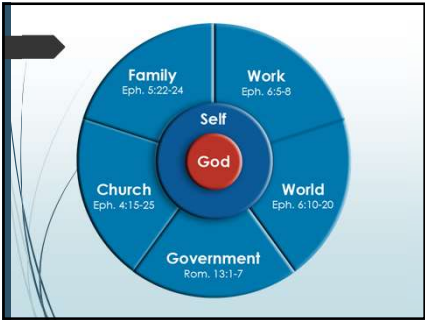 Family
Eph. 5:22-24
Work
Eph. 6:5-8
Self
God
Church
Eph. 4:15-25
World
Eph. 6:10-20
Government
Rom. 13:1-7